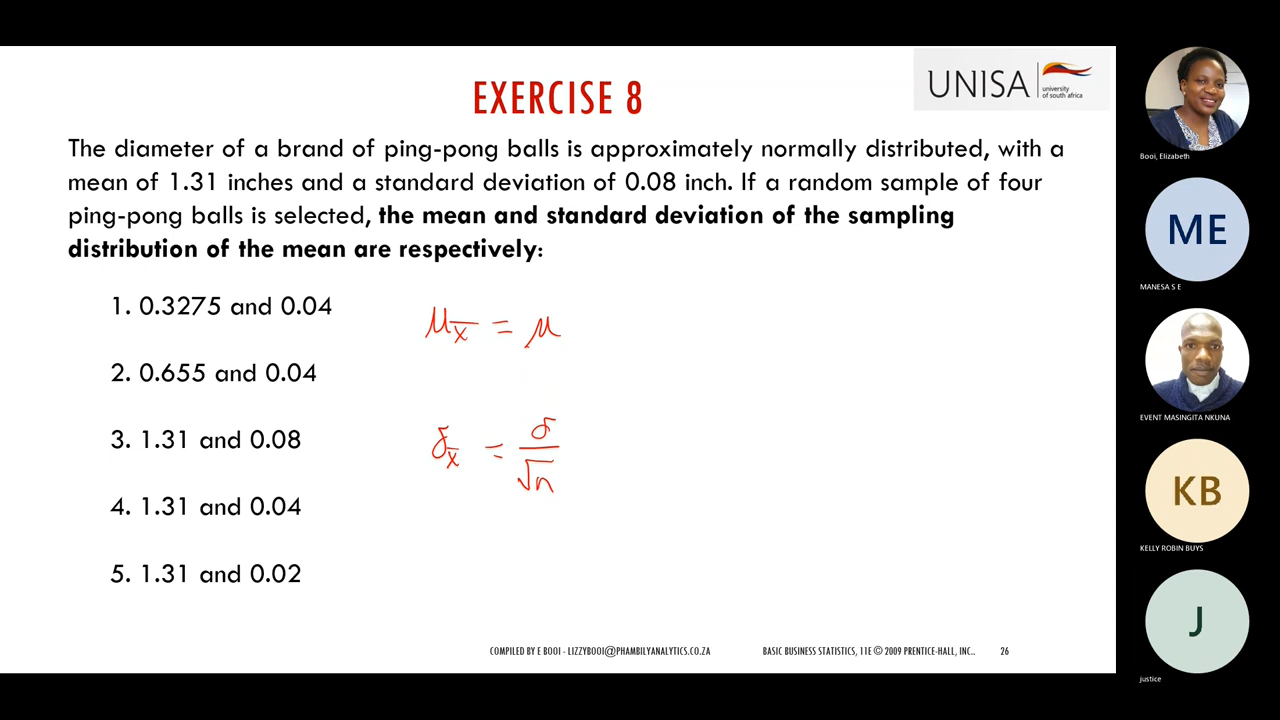 EXERCISE 8
UNISA
university
of south africa
The diameter of a brand of ping-pong balls is approximately normally distributed, with a
mean of 1.31 inches and a standard deviation of 0.08 inch. If a random sample of four
ping-pong balls is selected, the mean and standard deviation of the sampling
distribution of the mean are respectively:
1. 0.3275 and 0.04
2. 0.655 and 0.04
3. 1.31 and 0.08
4. 1.31 and 0.04
5. 1.31 and 0.02
μx̅ = μ
δx̅ = δ/√n
COMPILED BY E BOOI - LIZZYBOOI@PHAMBILYANALYTICS.CO.ZA
BASIC BUSINESS STATISTICS, 11E © 2009 PRENTICE-HALL, INC..
26
Booi, Elizabeth
ME
MANESA S E
EVENT MASINGITA NKUNA
KB
KELLY ROBIN BUYS
J
justice